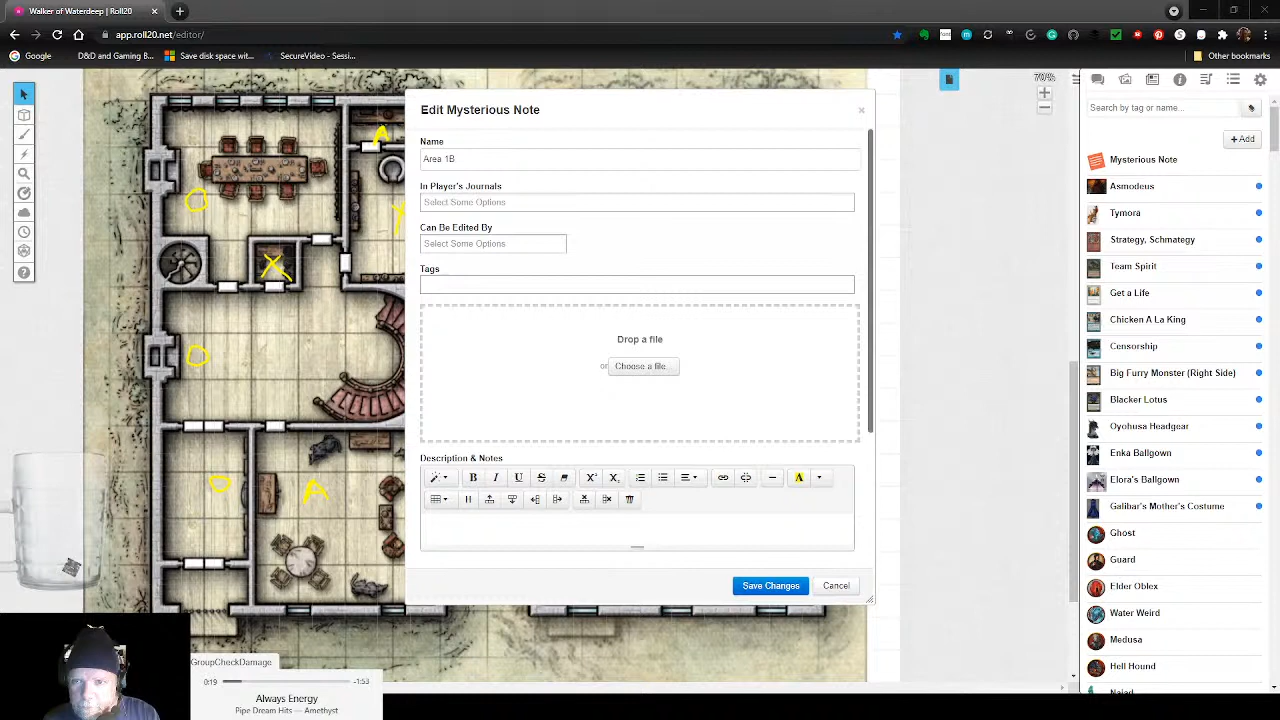 Walker of Waterdeep | Roll20
app.roll20.net/editor/
Google
D&D and Gaming B...
Save disk space wit...
SecureVideo - Sessi...
Other bookmarks
70%
Search by tag or name...
+ Add
Edit Mysterious Note
Name
Area 1B
In Player's Journals
Select Some Options
Can Be Edited By
Select Some Options
Tags
Drop a file
or Choose a file...
Description & Notes
B I U S X² X₂ A
Save Changes
Cancel
Mysterious Note
Asmodeus
Tymora
Strategy, Schmategy
Team Spirit
Get a Life
Chicken A La King
Censorship
Big Furry Monster (Right Side)
Blacker Lotus
Oythusa Headgear
Enka Ballgown
Elora's Ballgown
Galibar's Mother's Costume
Ghost
Guard
Elder Oblex
Water Weird
Medusa
Hell Hound
A
X
A
GroupCheckDamage
0:19
-1:53
Always Energy
Pipe Dream Hits — Amethyst